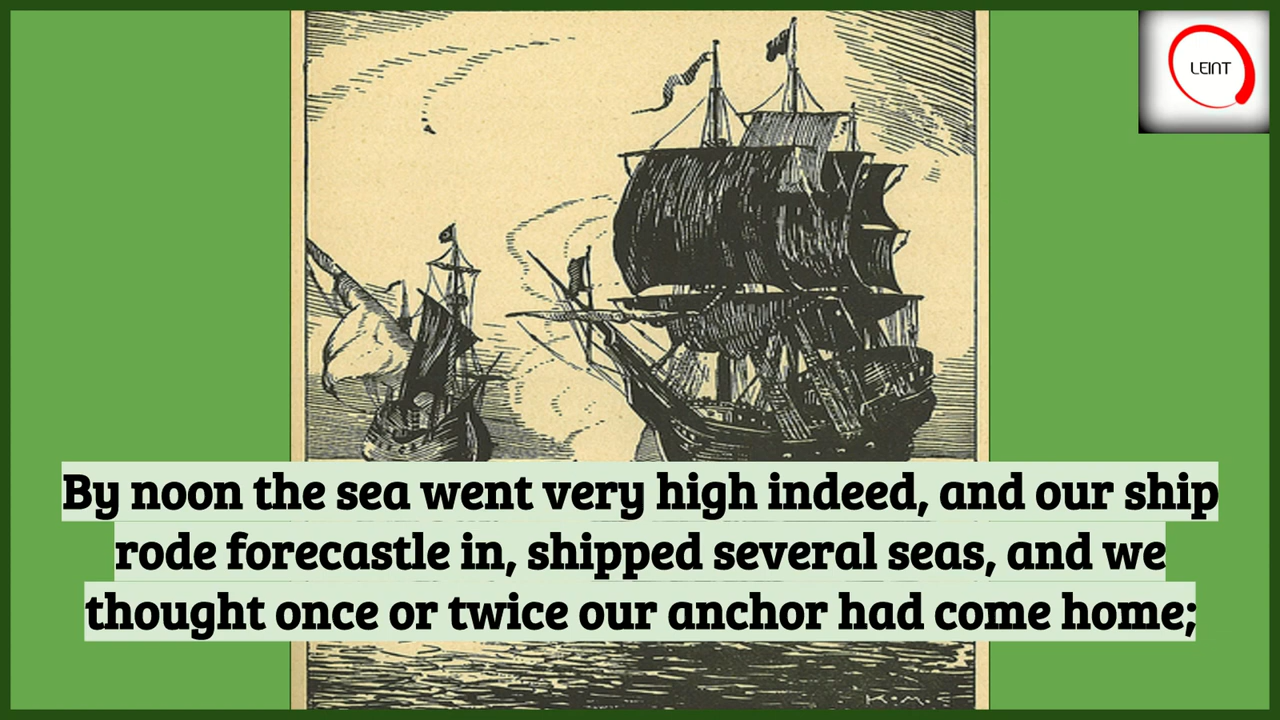 LEINT
By noon the sea went very high indeed, and our ship
rode forecastle in, shipped several seas, and we
thought once or twice our anchor had come home;